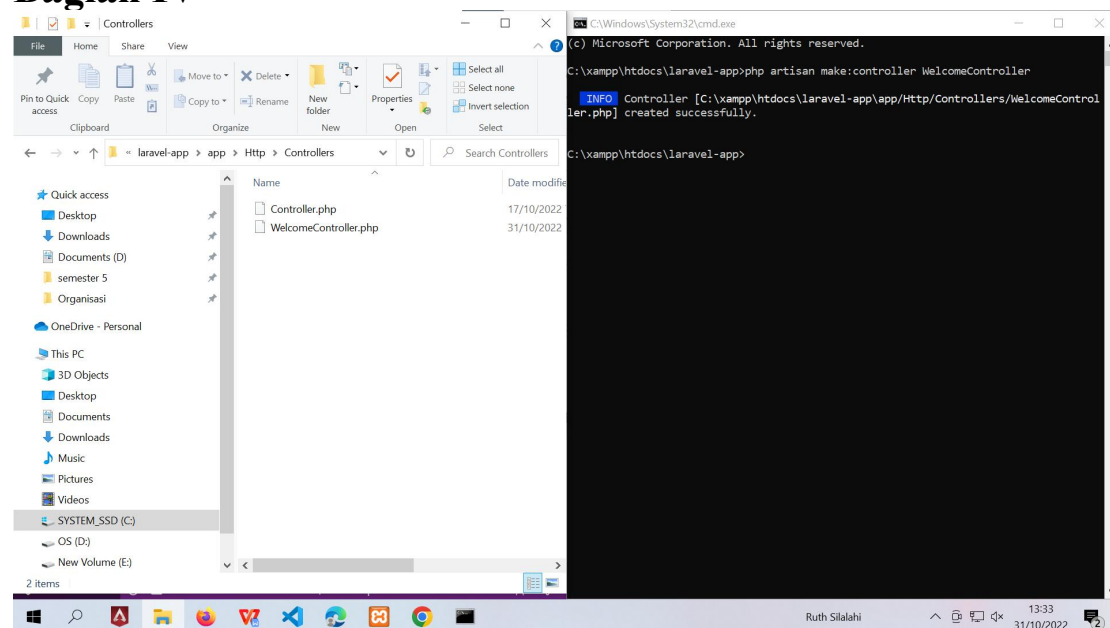 Bagian IV
Controllers
File Home Share View
Pin to Quick access
Copy
Paste
Move to
Copy to
Delete
Rename
New folder
Properties
Select all
Select none
Invert selection
Clipboard Organize New Open Select
« laravel-app > app > Http > Controllers
Search Controllers
Name Date modifie
Controller.php 17/10/2022
WelcomeController.php 31/10/2022
Quick access
Desktop
Downloads
Documents (D)
semester 5
Organisasi
OneDrive - Personal
This PC
3D Objects
Desktop
Documents
Downloads
Music
Pictures
Videos
SYSTEM_SSD (C:)
OS (D:)
New Volume (E:)
2 items
C:\Windows\System32\cmd.exe
(c) Microsoft Corporation. All rights reserved.
C:\xampp\htdocs\laravel-app>php artisan make:controller WelcomeController
INFO Controller [C:\xampp\htdocs\laravel-app\app/Http/Controllers/WelcomeControl
ler.php] created successfully.
C:\xampp\htdocs\laravel-app>
Ruth Silalahi
13:33
31/10/2022
2